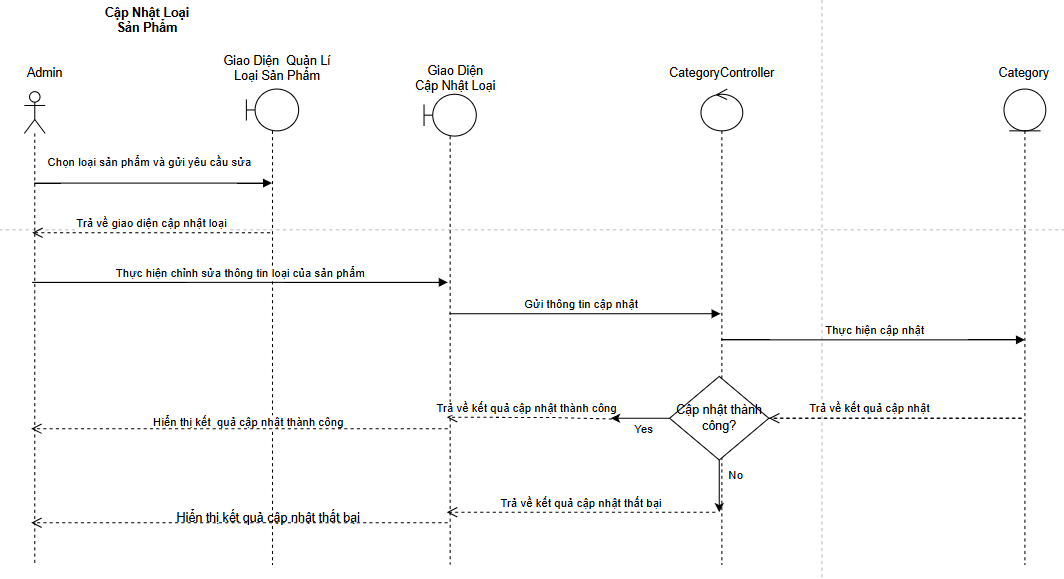 Cập Nhật Loại
Sản Phẩm
Giao Diện Quản Lí
Loại Sản Phẩm
Admin
Giao Diện
Cập Nhật Loại
CategoryController
Category
Chọn loại sản phẩm và gửi yêu cầu sửa
Trả về giao diện cập nhật loại
Thực hiện chỉnh sửa thông tin loại của sản phẩm
Gửi thông tin cập nhật
Thực hiện cập nhật
Trả về kết quả cập nhật thành công
Cập nhật thành
công?
Trả về kết quả cập nhật
Hiển thị kết quả cập nhật thành công
Yes
No
Trả về kết quả cập nhật thất bại
Hiển thị kết quả cập nhật thất bại